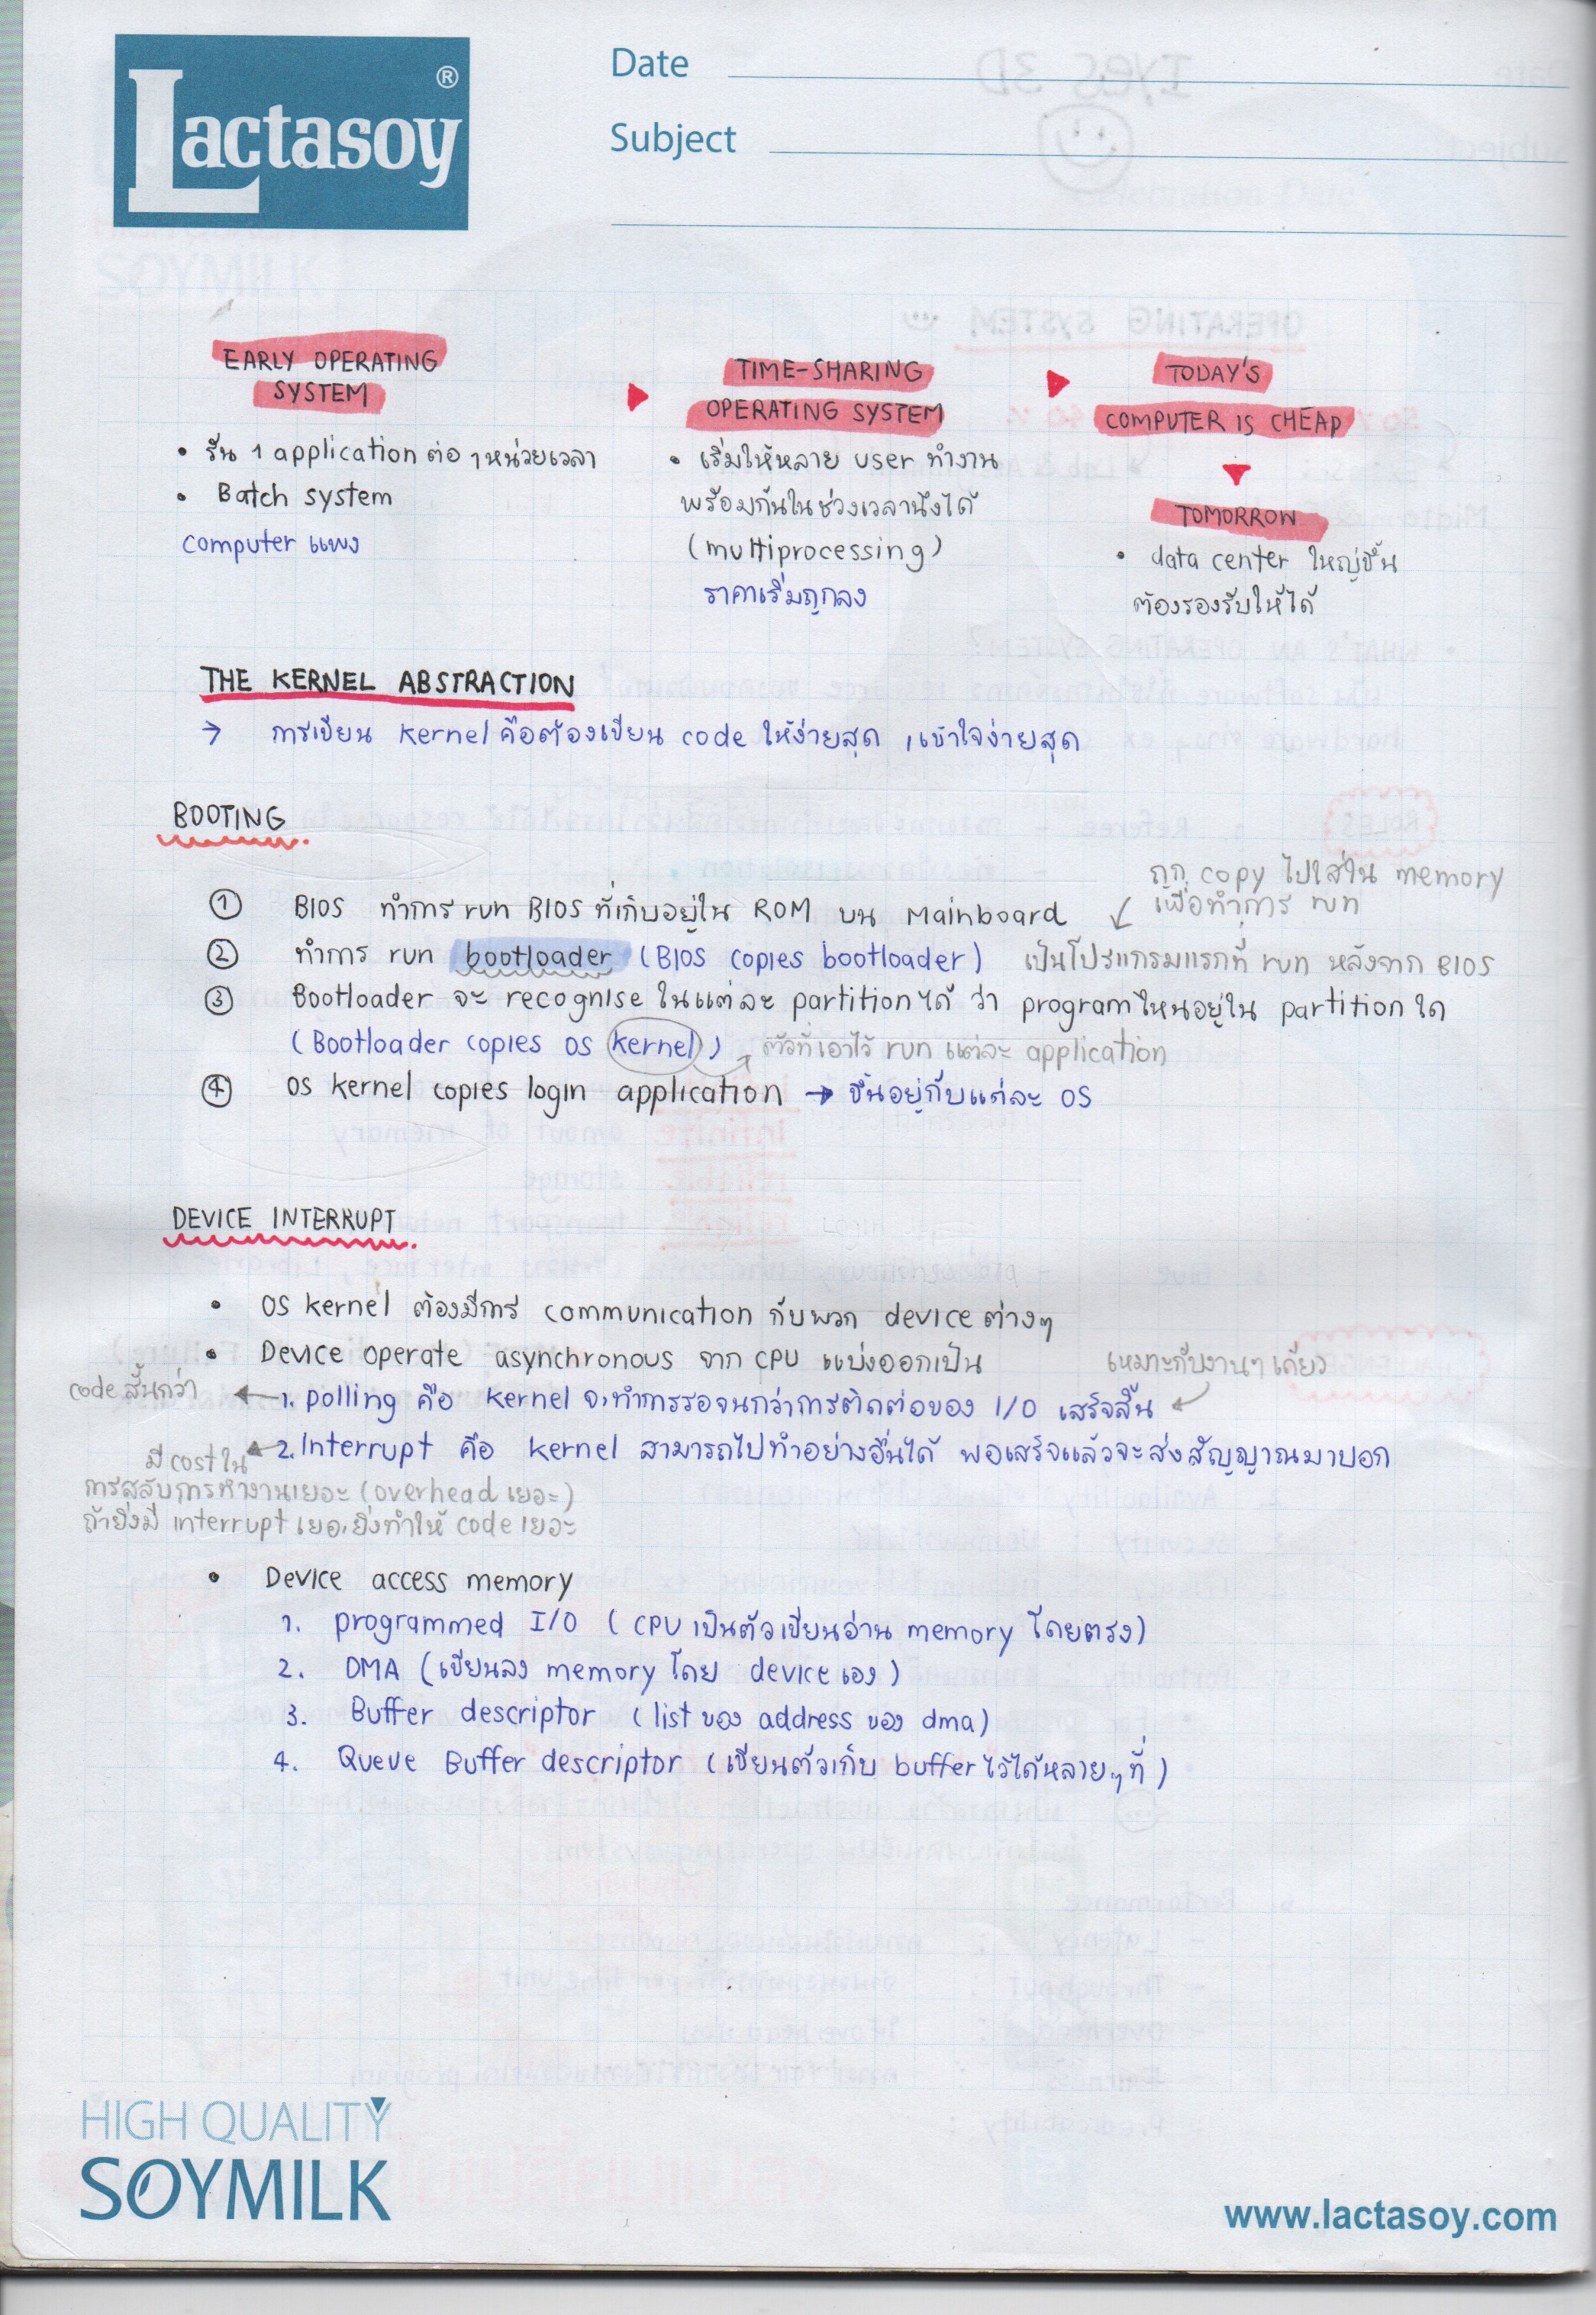 Lactasoy®
Date
Subject
EARLY OPERATING
SYSTEM
• รัน 1 application ต่อ 1 หน่วยเวลา
• Batch system
computer แพง
TIME-SHARING
OPERATING SYSTEM
• เริ่มให้หลาย user ทำงาน
พร้อมกันในช่วงเวลานึงได้
(multiprocessing)
ราคาเริ่มถูกลง
TODAY'S
COMPUTER IS CHEAP
TOMORROW
• data center ใหญ่ขึ้น
ต้องรองรับให้ได้
THE KERNEL ABSTRACTION
→ การเขียน kernel คือต้องเขียน code ให้ง่ายสุด, เข้าใจง่ายสุด
BOOTING
ถูก copy ไปใส่ใน memory
เพื่อทำการ run
① BIOS ทำการ run BIOS ที่เก็บอยู่ใน ROM บน Mainboard
② ทำการ run bootloader (BIOS copies bootloader) เป็นโปรแกรมแรกที่ run หลังจาก BIOS
③ Bootloader จะ recognise ในแต่ละ partition ได้ ว่า program ไหนอยู่ใน partition ใด
(Bootloader copies OS kernel) → ตัวที่เอาไว้ run แต่ละ application
④ OS kernel copies login application → ขึ้นอยู่กับแต่ละ OS
DEVICE INTERRUPT
• OS kernel ต้องมีการ communication กับพวก device ต่างๆ
• Device operate asynchronous จาก CPU แบ่งออกเป็น
เหมาะกับงานๆ เดียว
code สั้นกว่า ← 1. polling คือ kernel จะทำการรอจนกว่าการติดต่อของ I/O เสร็จสิ้น
← 2. Interrupt คือ kernel สามารถไปทำอย่างอื่นได้ พอเสร็จแล้วจะส่งสัญญาณมาบอก
มี cost ใน
การสลับการทำงานเยอะ (overhead เยอะ)
ถ้ายิ่งมี interrupt เยอะ ยิ่งทำให้ code เยอะ
• Device access memory
1. programmed I/O (CPU เป็นตัวเขียนอ่าน memory โดยตรง)
2. DMA (เขียนลง memory โดย device เอง)
3. Buffer descriptor (list ของ address ของ dma)
4. Queue Buffer descriptor (เขียนตัวเก็บ buffer ไว้ได้หลายๆ ที่)
HIGH QUALITY
SOYMILK
www.lactasoy.com